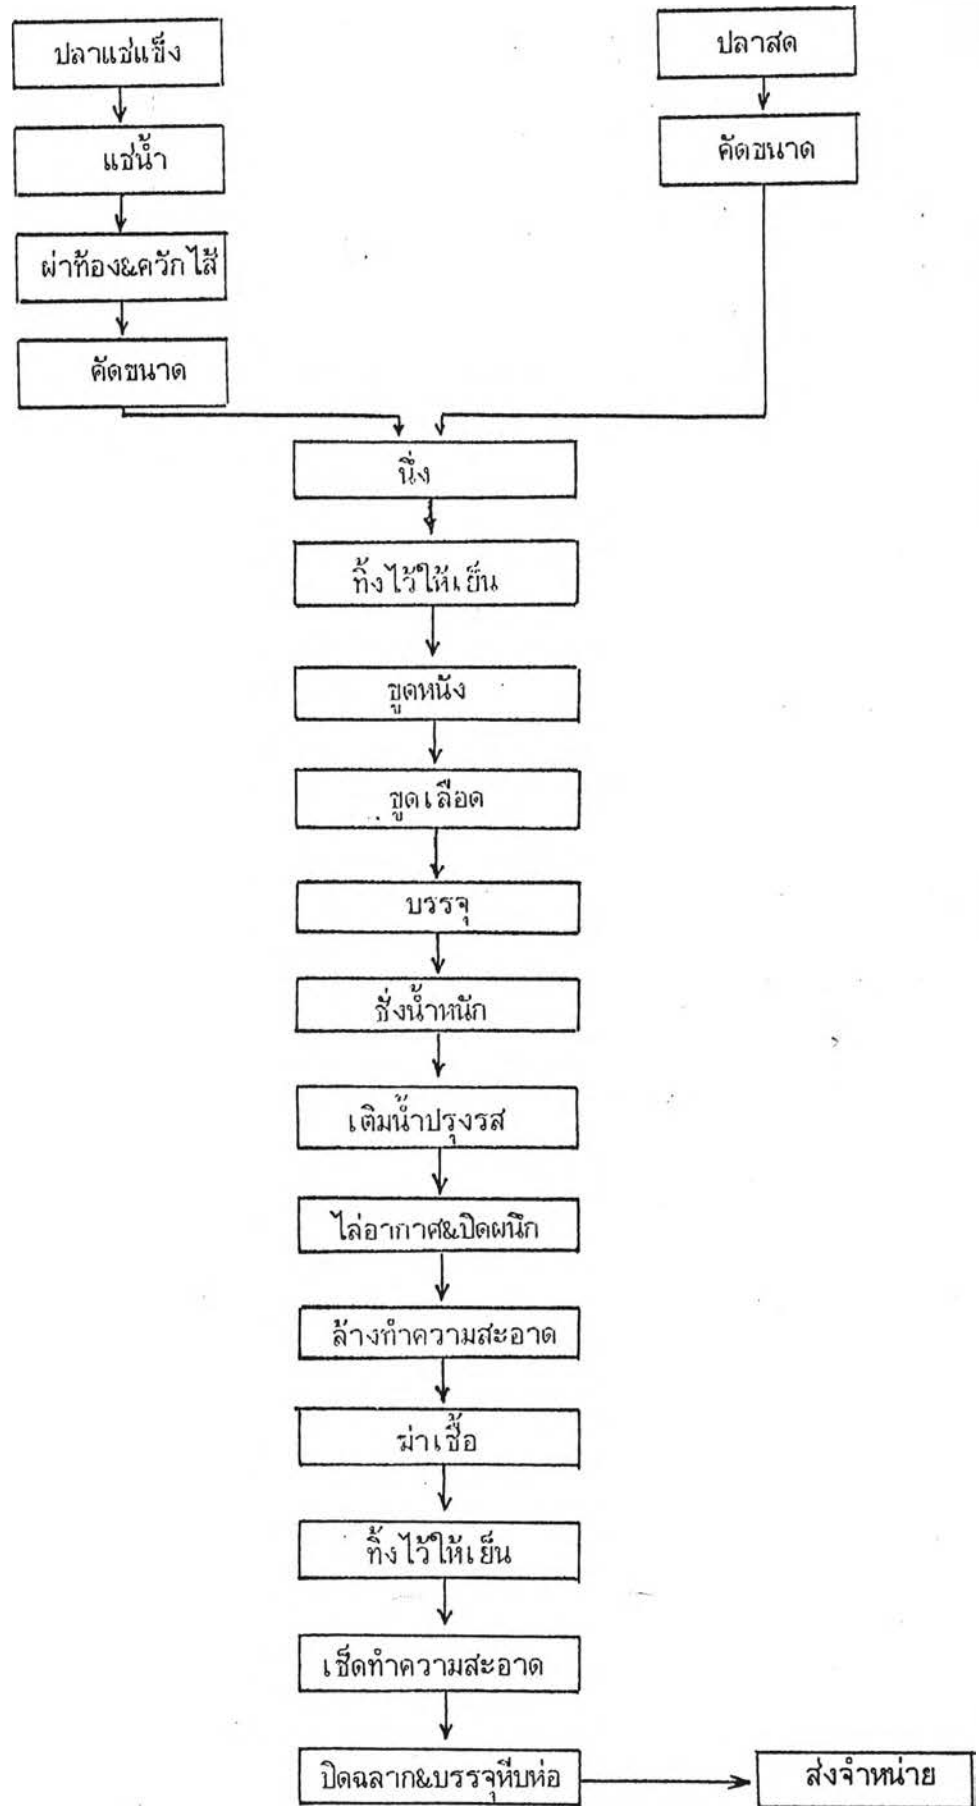 ปลาแช่แข็ง
ปลาสด
แช่น้ำ
คัดขนาด
ผ่าท้อง&ควักไส้
คัดขนาด
นึ่ง
ทิ้งไว้ให้เย็น
ขูดหนัง
ขูดเลือด
บรรจุ
ชั่งน้ำหนัก
เติมน้ำปรุงรส
ไล่อากาศ&ปิดผนึก
ล้างทำความสะอาด
ฆ่าเชื้อ
ทิ้งไว้ให้เย็น
เช็ดทำความสะอาด
ปิดฉลาก&บรรจุหีบห่อ
ส่งจำหน่าย